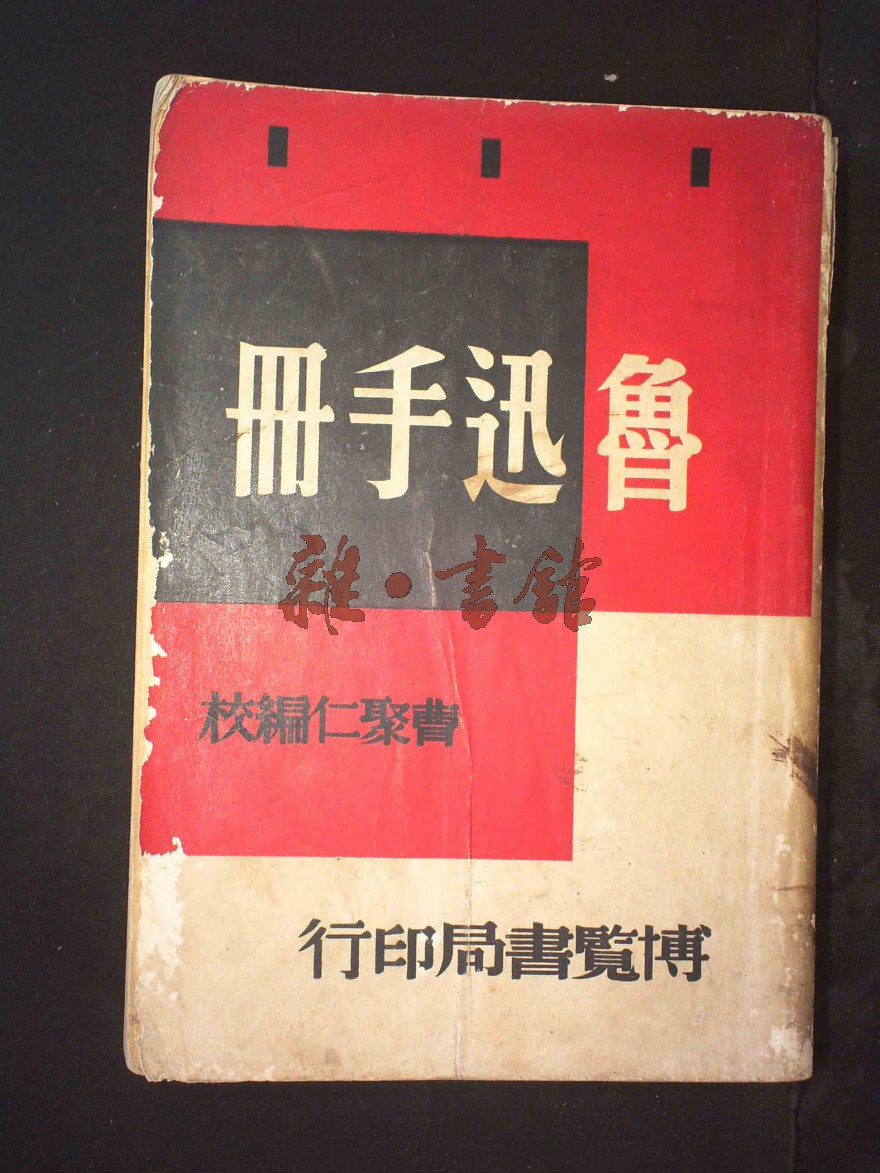 魯迅手冊
雜·書館
曹聚仁編校
博覽書局印行